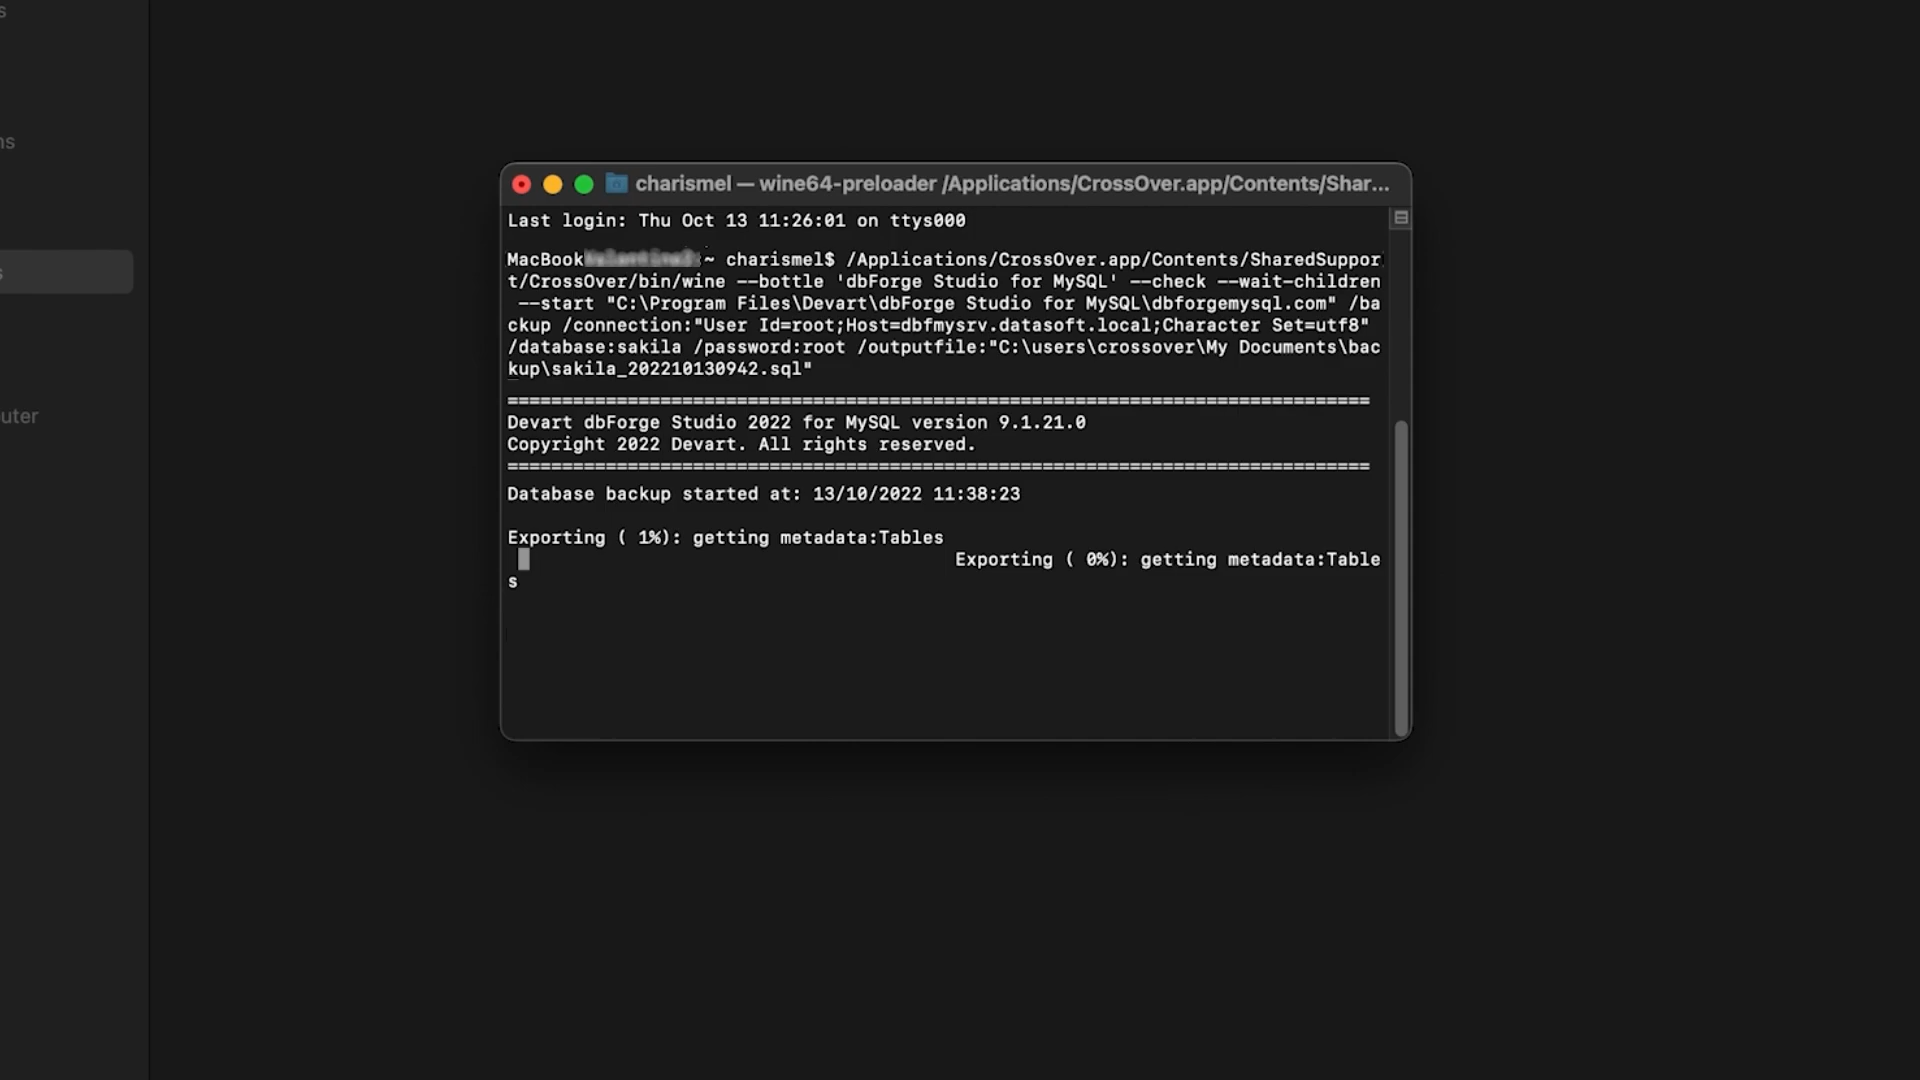 s
ns
s
uter
charismel — wine64-preloader /Applications/CrossOver.app/Contents/Shar...
Last login: Thu Oct 13 11:26:01 on ttys000
MacBook :~ charismel$ /Applications/CrossOver.app/Contents/SharedSuppor
t/CrossOver/bin/wine --bottle 'dbForge Studio for MySQL' --check --wait-children
--start "C:\Program Files\Devart\dbForge Studio for MySQL\dbforgemysql.com" /ba
ckup /connection:"User Id=root;Host=dbfmysrv.datasoft.local;Character Set=utf8"
/database:sakila /password:root /outputfile:"C:\users\crossover\My Documents\bac
kup\sakila_202210130942.sql"
===============================================================================
Devart dbForge Studio 2022 for MySQL version 9.1.21.0
Copyright 2022 Devart. All rights reserved.
===============================================================================
Database backup started at: 13/10/2022 11:38:23
Exporting ( 1%): getting metadata:Tables
Exporting ( 0%): getting metadata:Table
s